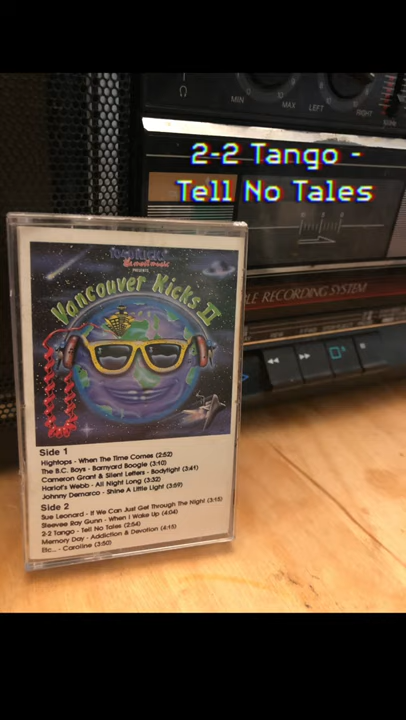 MIN
MAX
LEFT
RIGHT
2-2 Tango -
Tell No Tales
LE RECORDING SYSTEM
PRESENTS
Vancouver Kicks II
Side 1
Hightops - When The Time Comes (2:52)
The B.C. Boys - Barnyard Boogie (3:10)
Cameron Grant & Silent Letters - Bodyfight (3:41)
Harlot's Webb - All Night Long (3:32)
Johnny Demarco - Shine A Little Light (3:59)
Side 2
Sue Leonard - If We Can Just Get Through The Night (3:15)
Sleevee Ray Gunn - When I Wake Up (4:04)
2-2 Tango - Tell No Tales (2:54)
Memory Day - Addiction & Devotion (4:15)
Etc... - Caroline (3:50)